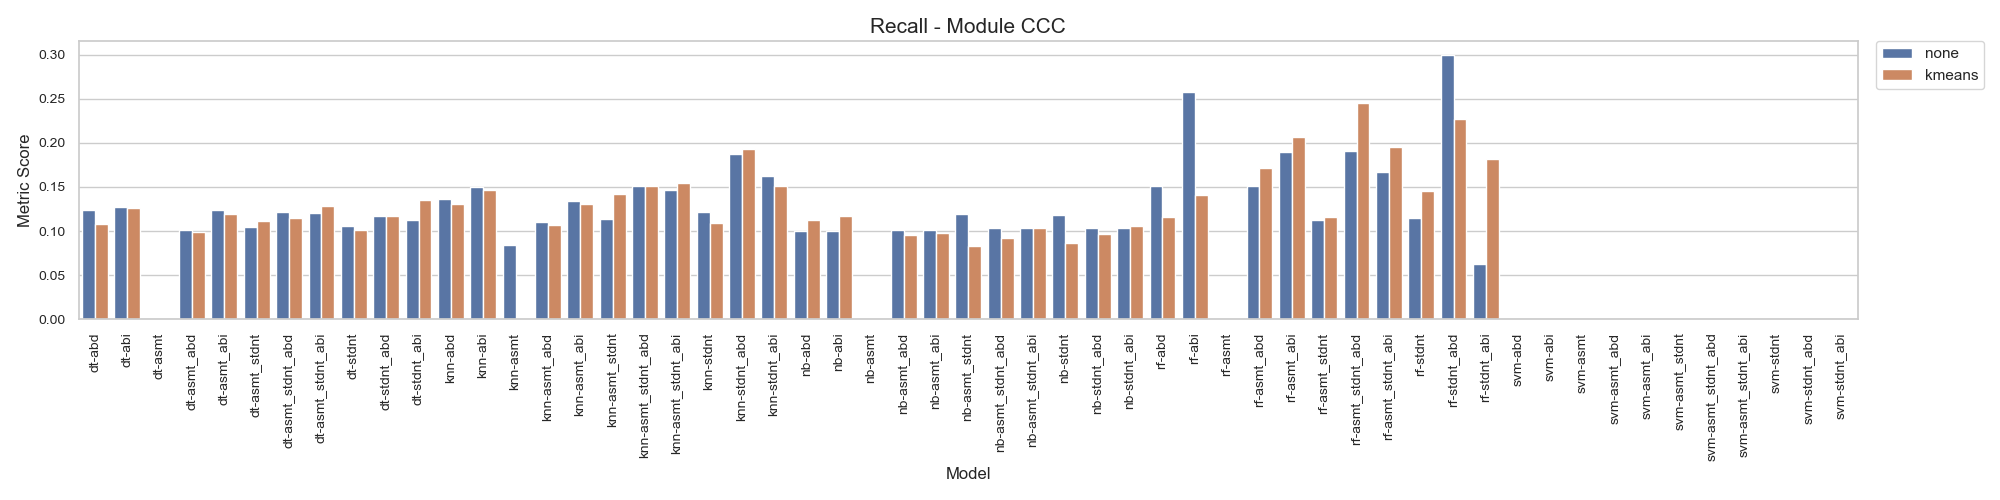 Recall - Module CCC
none
kmeans
Metric Score
0.30
0.25
0.20
0.15
0.10
0.05
0.00
dt-abd
dt-abi
dt-asmt
dt-asmt_abd
dt-asmt_abi
dt-asmt_stdnt
dt-asmt_stdnt_abd
dt-asmt_stdnt_abi
dt-stdnt
dt-stdnt_abd
dt-stdnt_abi
knn-abd
knn-abi
knn-asmt
knn-asmt_abd
knn-asmt_abi
knn-asmt_stdnt
knn-asmt_stdnt_abd
knn-asmt_stdnt_abi
knn-stdnt
knn-stdnt_abd
knn-stdnt_abi
nb-abd
nb-abi
nb-asmt
nb-asmt_abd
nb-asmt_abi
nb-asmt_stdnt
nb-asmt_stdnt_abd
nb-asmt_stdnt_abi
nb-stdnt
nb-stdnt_abd
nb-stdnt_abi
rf-abd
rf-abi
rf-asmt
rf-asmt_abd
rf-asmt_abi
rf-asmt_stdnt
rf-asmt_stdnt_abd
rf-asmt_stdnt_abi
rf-stdnt
rf-stdnt_abd
rf-stdnt_abi
svm-abd
svm-abi
svm-asmt
svm-asmt_abd
svm-asmt_abi
svm-asmt_stdnt
svm-asmt_stdnt_abd
svm-asmt_stdnt_abi
svm-stdnt
svm-stdnt_abd
svm-stdnt_abi
Model